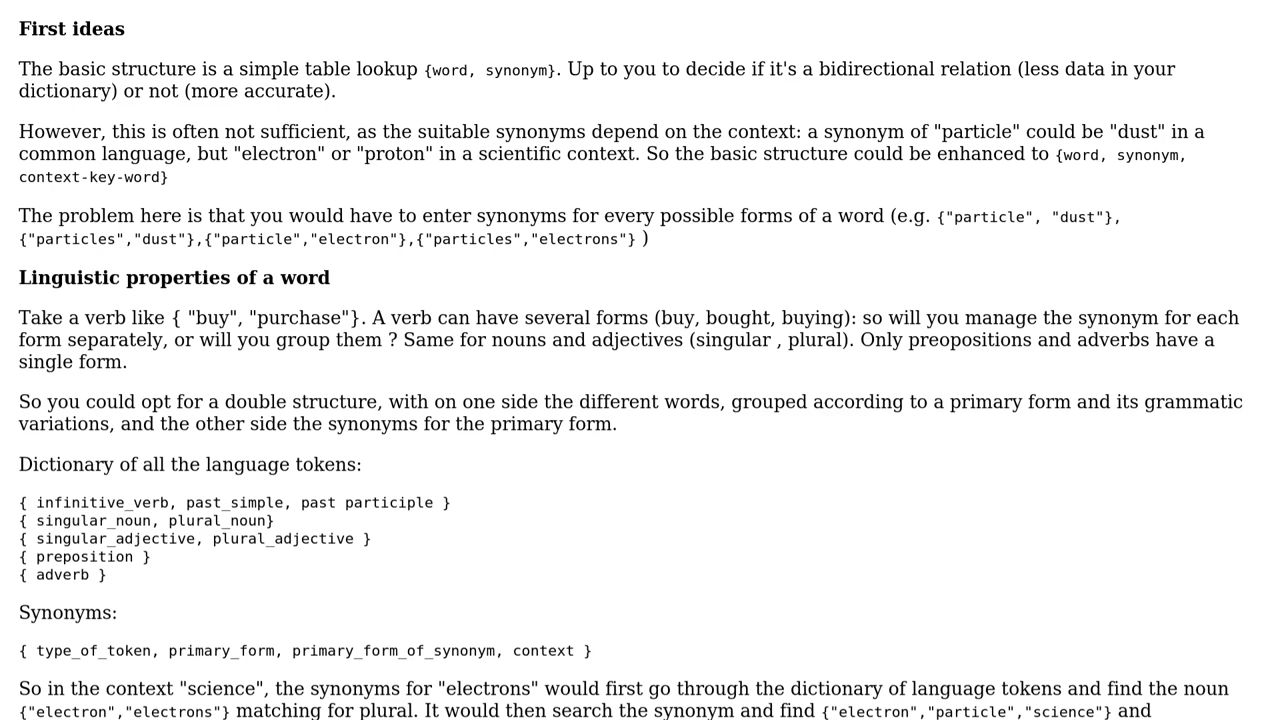 First ideas
The basic structure is a simple table lookup {word, synonym}. Up to you to decide if it's a bidirectional relation (less data in your
dictionary) or not (more accurate).
However, this is often not sufficient, as the suitable synonyms depend on the context: a synonym of "particle" could be "dust" in a
common language, but "electron" or "proton" in a scientific context. So the basic structure could be enhanced to {word, synonym,
context-key-word}
The problem here is that you would have to enter synonyms for every possible forms of a word (e.g. {"particle", "dust"},
{"particles","dust"},{"particle","electron"},{"particles","electrons"} )
Linguistic properties of a word
Take a verb like { "buy", "purchase"}. A verb can have several forms (buy, bought, buying): so will you manage the synonym for each
form separately, or will you group them ? Same for nouns and adjectives (singular , plural). Only preopositions and adverbs have a
single form.
So you could opt for a double structure, with on one side the different words, grouped according to a primary form and its grammatic
variations, and the other side the synonyms for the primary form.
Dictionary of all the language tokens:
{ infinitive_verb, past_simple, past participle }
{ singular_noun, plural_noun}
{ singular_adjective, plural_adjective }
{ preposition }
{ adverb }
Synonyms:
{ type_of_token, primary_form, primary_form_of_synonym, context }
So in the context "science", the synonyms for "electrons" would first go through the dictionary of language tokens and find the noun
{"electron","electrons"} matching for plural. It would then search the synonym and find {"electron","particle","science"} and